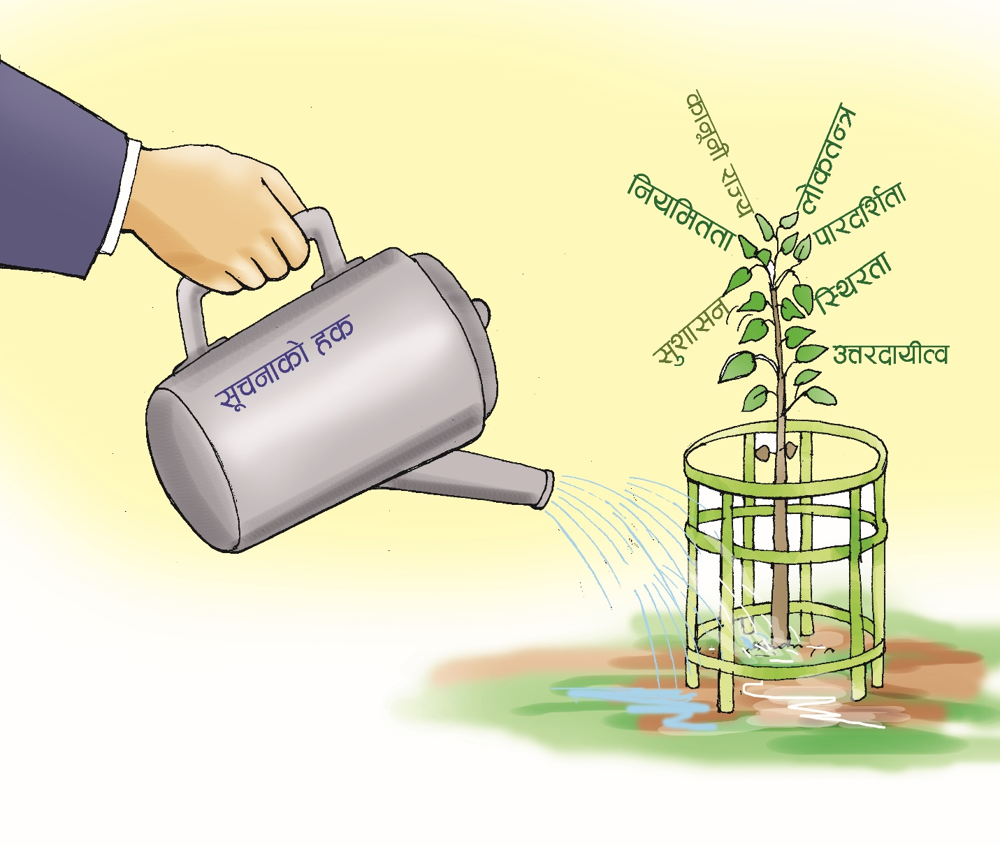 सूचनाको हक
कानूनी राज्य
लोकतन्त्र
नियमितता
पारदर्शिता
स्थिरता
सुशासन
उत्तरदायीत्व